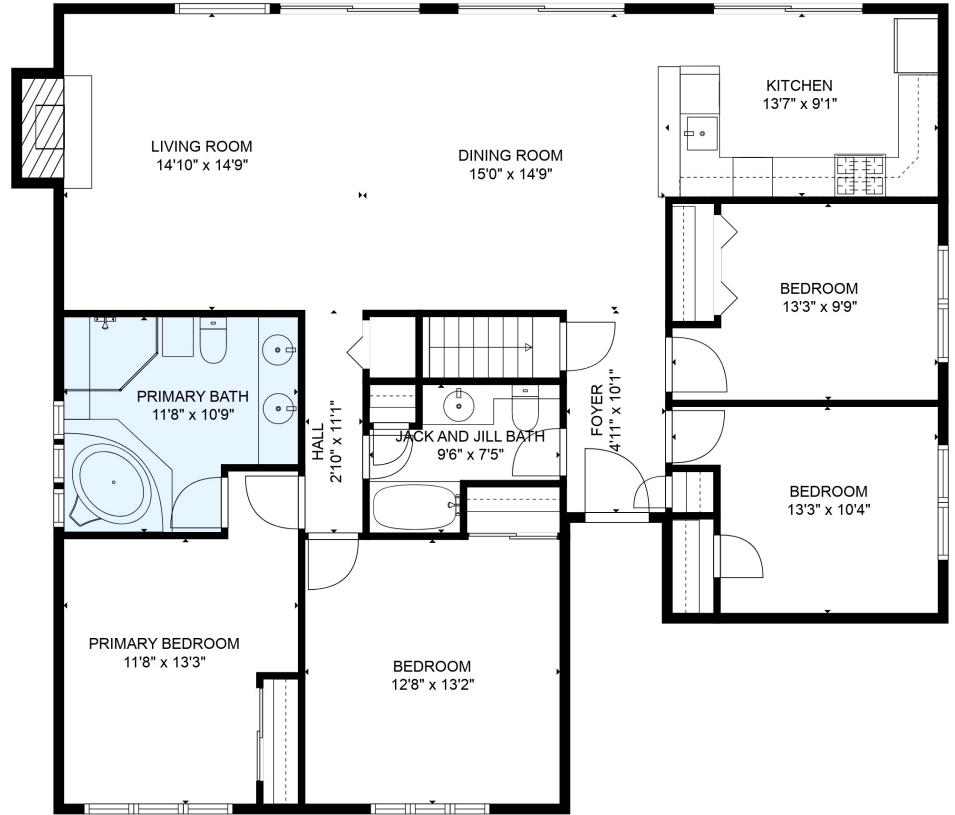 KITCHEN
13'7" x 9'1"
LIVING ROOM
14'10" x 14'9"
DINING ROOM
15'0" x 14'9"
BEDROOM
13'3" x 9'9"
PRIMARY BATH
11'8" x 10'9"
HALL
2'10" x 11'1"
JACK AND JILL BATH
9'6" x 7'5"
FOYER
4'11" x 10'1"
BEDROOM
13'3" x 10'4"
PRIMARY BEDROOM
11'8" x 13'3"
BEDROOM
12'8" x 13'2"